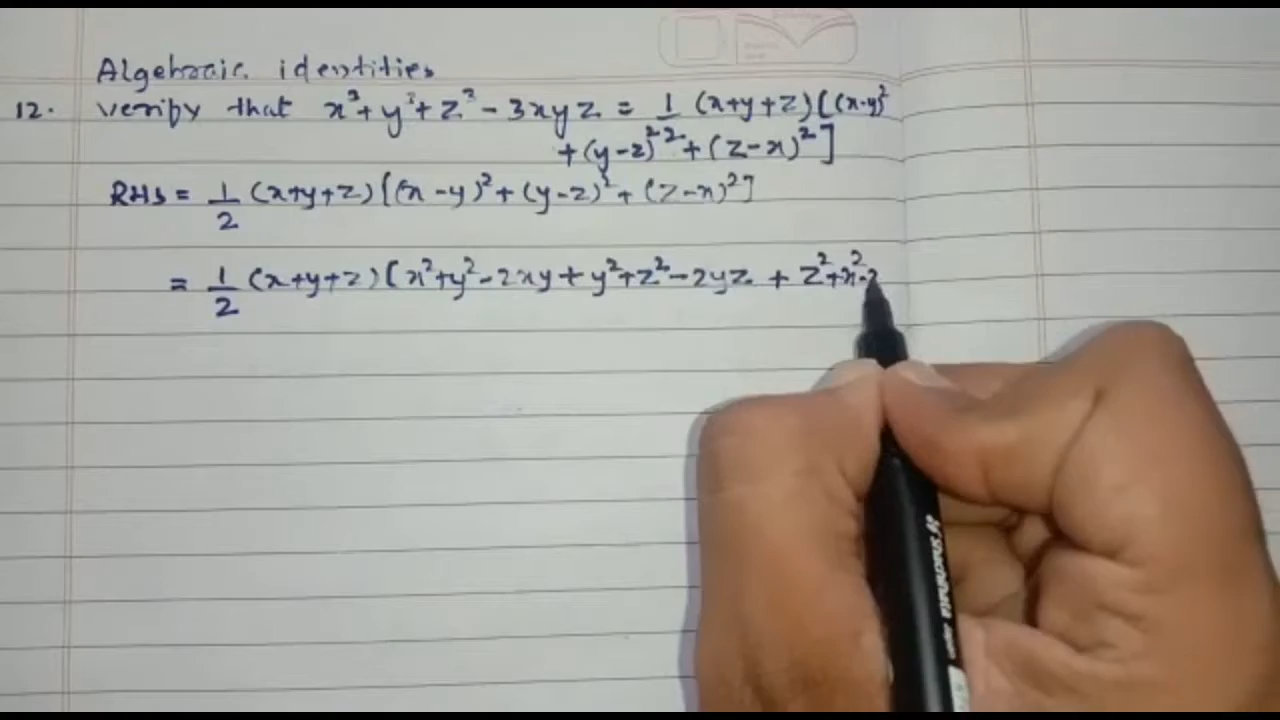 Algebraic identities
12. Verify that x³ + y³ + z³ - 3xyz = 1 (x+y+z) [(x-y)²
2 + (y-z)² + (z-x)²]
RHS = 1/2 (x+y+z) [(x-y)² + (y-z)² + (z-x)²]
= 1/2 (x+y+z) [x²+y²-2xy + y²+z²-2yz + z²+x²-2